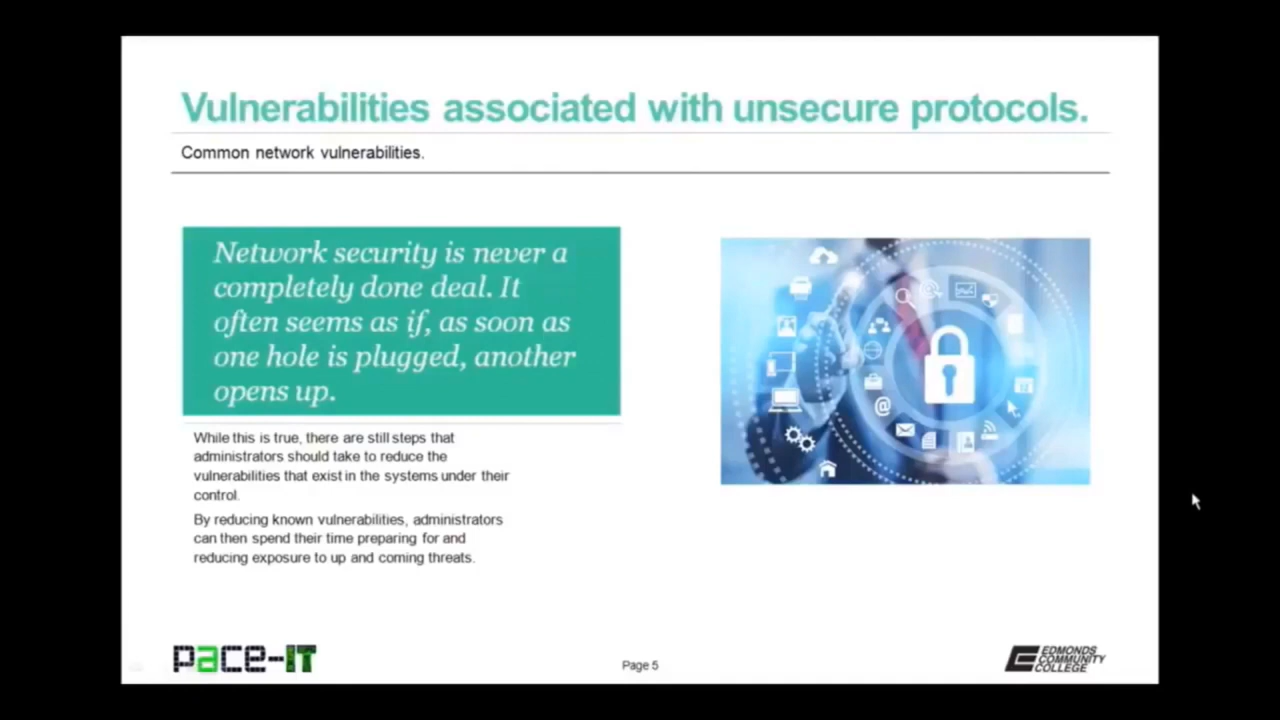 Vulnerabilities associated with unsecure protocols.
Common network vulnerabilities.
Network security is never a
completely done deal. It
often seems as if, as soon as
one hole is plugged, another
opens up.
While this is true, there are still steps that
administrators should take to reduce the
vulnerabilities that exist in the systems under their
control.
By reducing known vulnerabilities, administrators
can then spend their time preparing for and
reducing exposure to up and coming threats.
@
pace-IT
Page 5
EDMONDS
COMMUNITY
COLLEGE